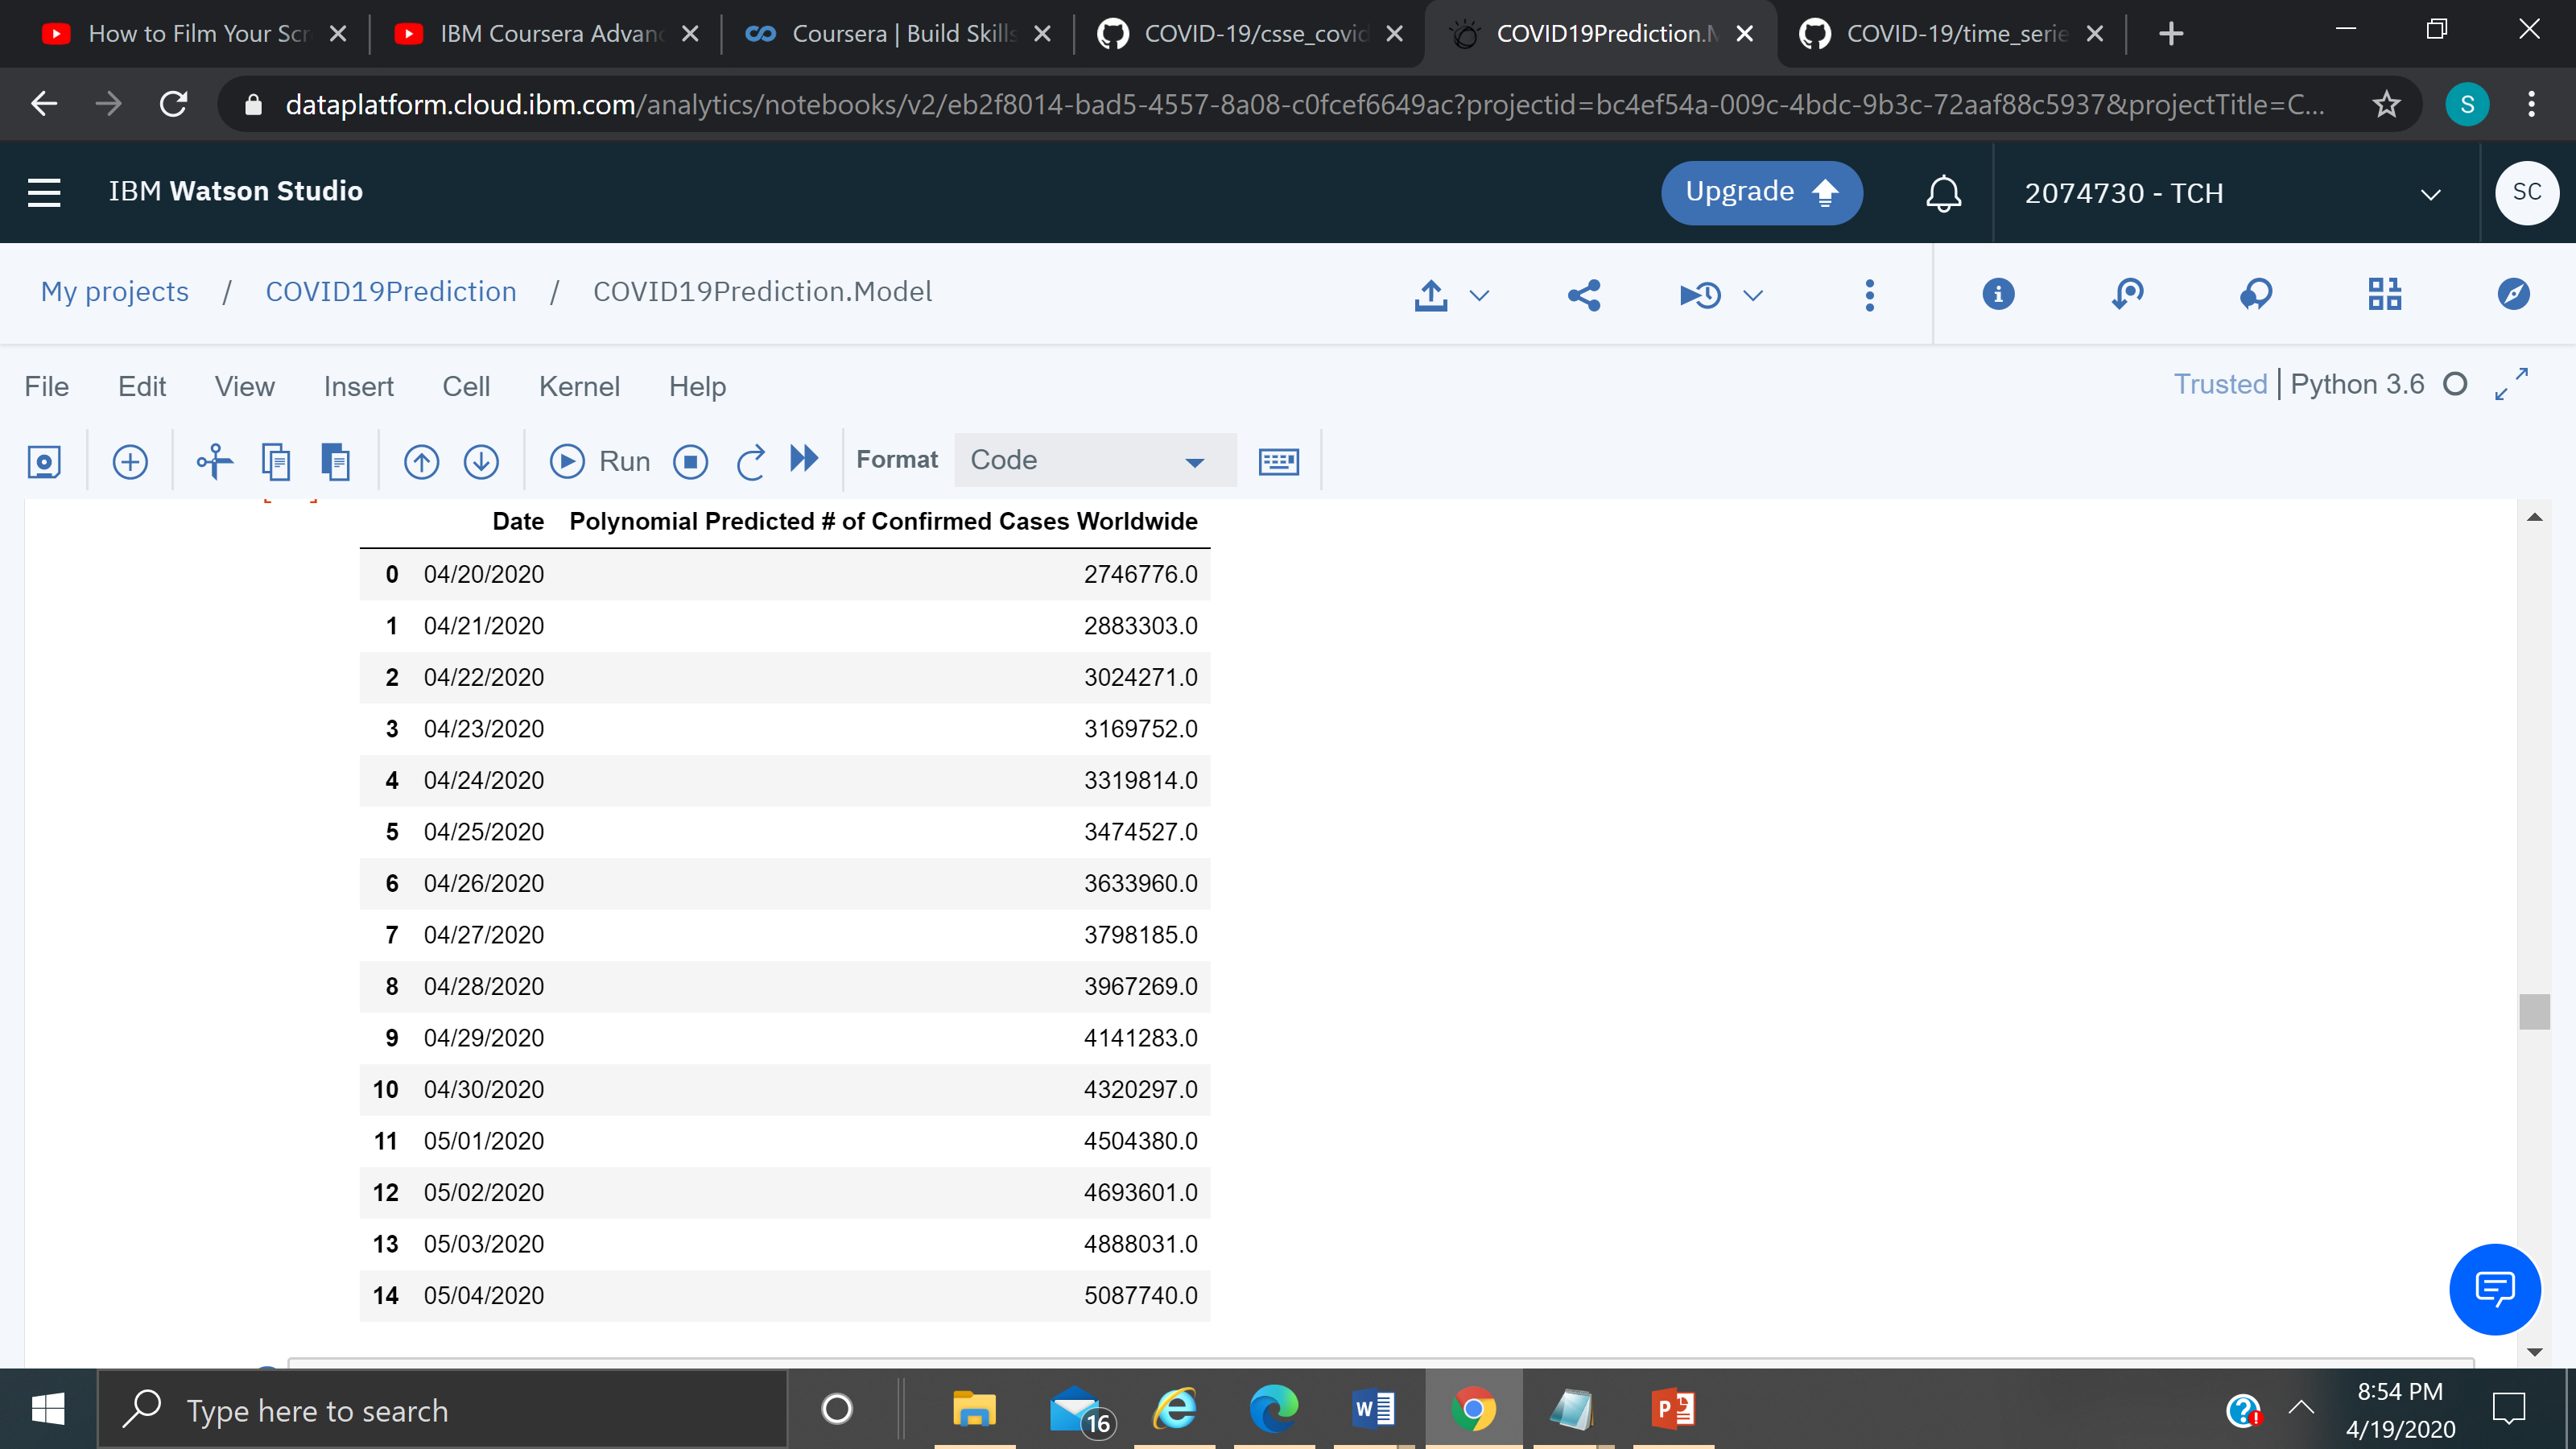 How to Film Your Scr
IBM Coursera Advanc
Coursera | Build Skills
COVID-19/csse_covid
COVID19Prediction.M
COVID-19/time_serie
dataplatform.cloud.ibm.com/analytics/notebooks/v2/eb2f8014-bad5-4557-8a08-c0fcef6649ac?projectid=bc4ef54a-009c-4bdc-9b3c-72aaf88c5937&projectTitle=C...
S
IBM Watson Studio
Upgrade
2074730 - TCH
SC
My projects / COVID19Prediction / COVID19Prediction.Model
File Edit View Insert Cell Kernel Help
Trusted | Python 3.6
Run
Format
Code
Date Polynomial Predicted # of Confirmed Cases Worldwide
0 04/20/2020 2746776.0
1 04/21/2020 2883303.0
2 04/22/2020 3024271.0
3 04/23/2020 3169752.0
4 04/24/2020 3319814.0
5 04/25/2020 3474527.0
6 04/26/2020 3633960.0
7 04/27/2020 3798185.0
8 04/28/2020 3967269.0
9 04/29/2020 4141283.0
10 04/30/2020 4320297.0
11 05/01/2020 4504380.0
12 05/02/2020 4693601.0
13 05/03/2020 4888031.0
14 05/04/2020 5087740.0
Type here to search
16
8:54 PM
4/19/2020